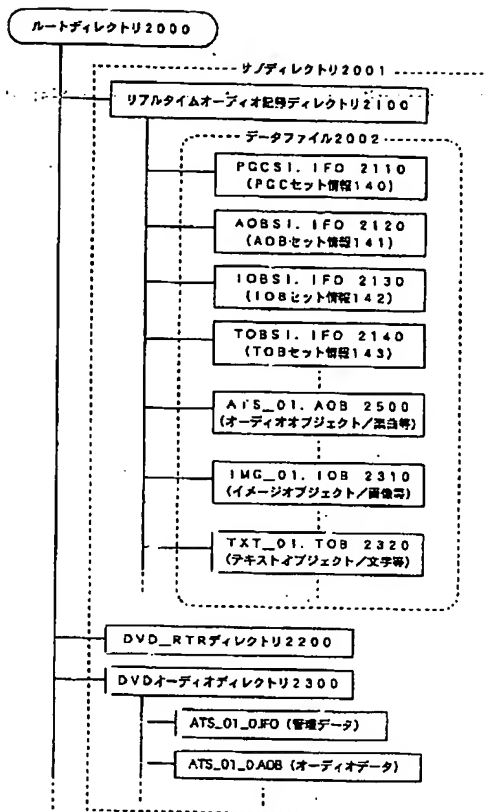 ルートディレクトリ2000
サブディレクトリ2001
リアルタイムオーディオ記録ディレクトリ2100
データファイル2002
PGCSI. IFO 2110
(PGCセット情報140)
AOBSI. IFO 2120
(AOBセット情報141)
IOBSI. IFO 2130
(IOBセット情報142)
TOBSI. IFO 2140
(TOBセット情報143)
ATS_01. AOB 2500
(オーディオオブジェクト/楽曲等)
IMG_01. IOB 2310
(イメージオブジェクト/画像等)
TXT_01. TOB 2320
(テキストオブジェクト/文字等)
DVD_RTRディレクトリ2200
DVDオーディオディレクトリ2300
ATS_01_0.IFO (管理データ)
ATS_01_0.AOB (オーディオデータ)